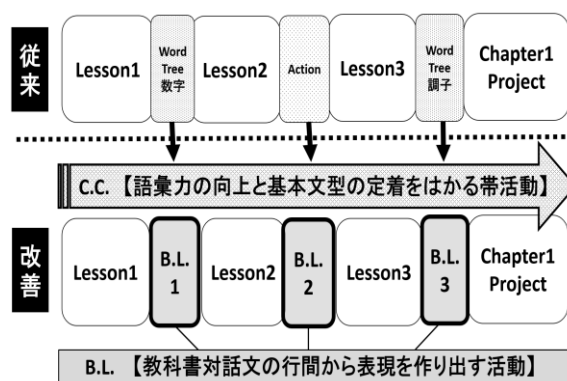 従来
Lesson1
Word
Tree
数字
Lesson2
Action
Lesson3
Word
Tree
調子
Chapter1
Project
C.C.【語彙力の向上と基本文型の定着をはかる帯活動】
改善
Lesson1
B.L.
1
Lesson2
B.L.
2
Lesson3
B.L.
3
Chapter1
Project
B.L.【教科書対話文の行間から表現を作り出す活動】